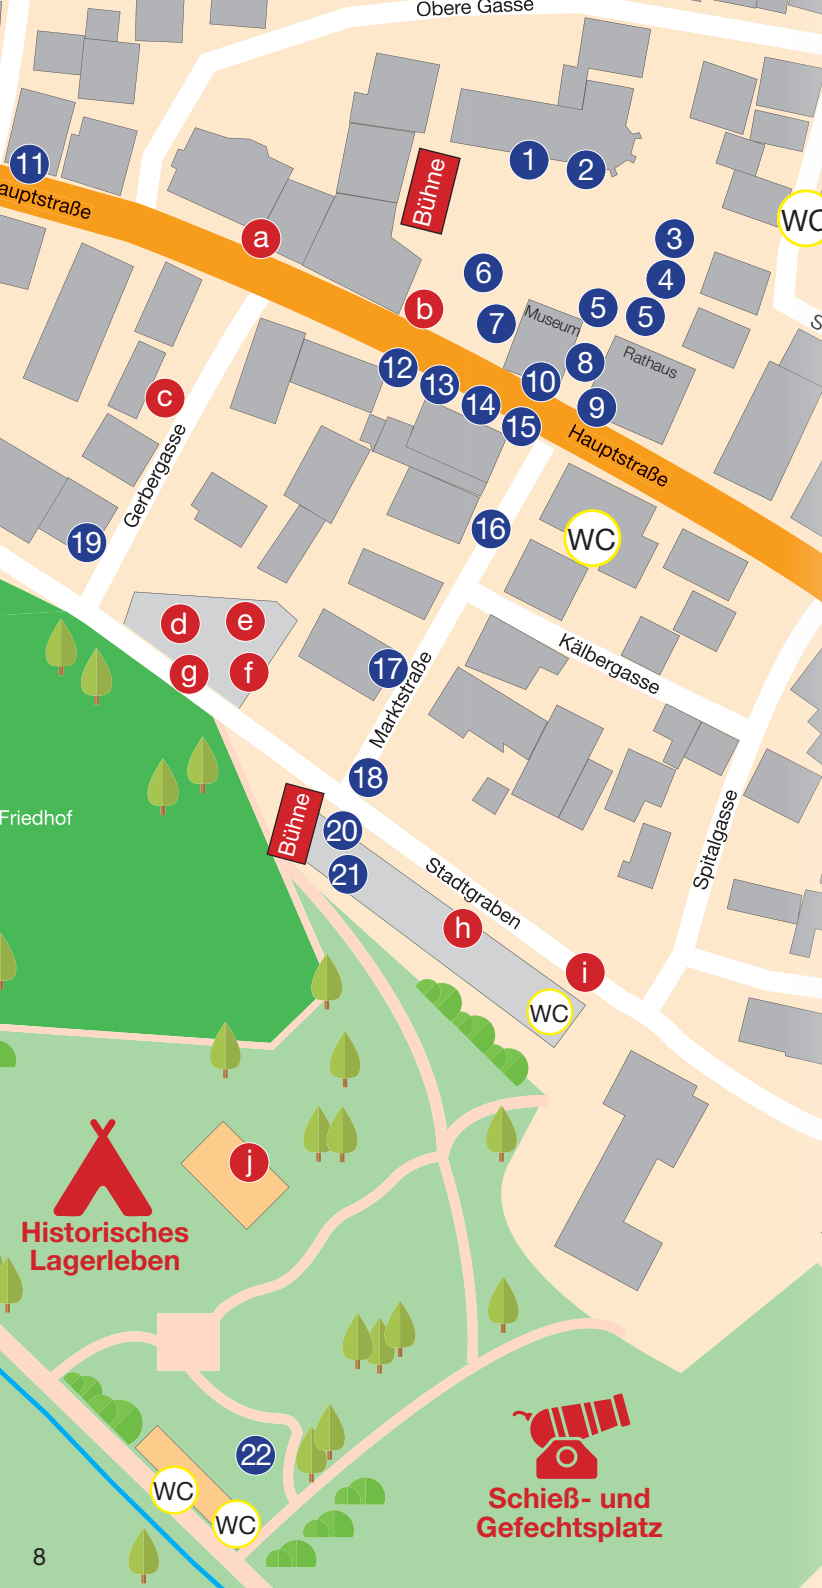 Obere Gasse
11
auptstraße
Bühne
1
2
WC
3
a
4
6
5
5
b
7
Museum
Rathaus
S
8
12
13
10
c
14
9
15
Hauptstraße
Gerbergasse
16
WC
19
d
e
g
f
17
Kälbergasse
Marktstraße
18
Friedhof
Bühne
20
21
Stadtgraben
Spitalgasse
h
i
WC
j
Historisches
Lagerleben
22
WC
WC
Schieß- und
Gefechtsplatz
8